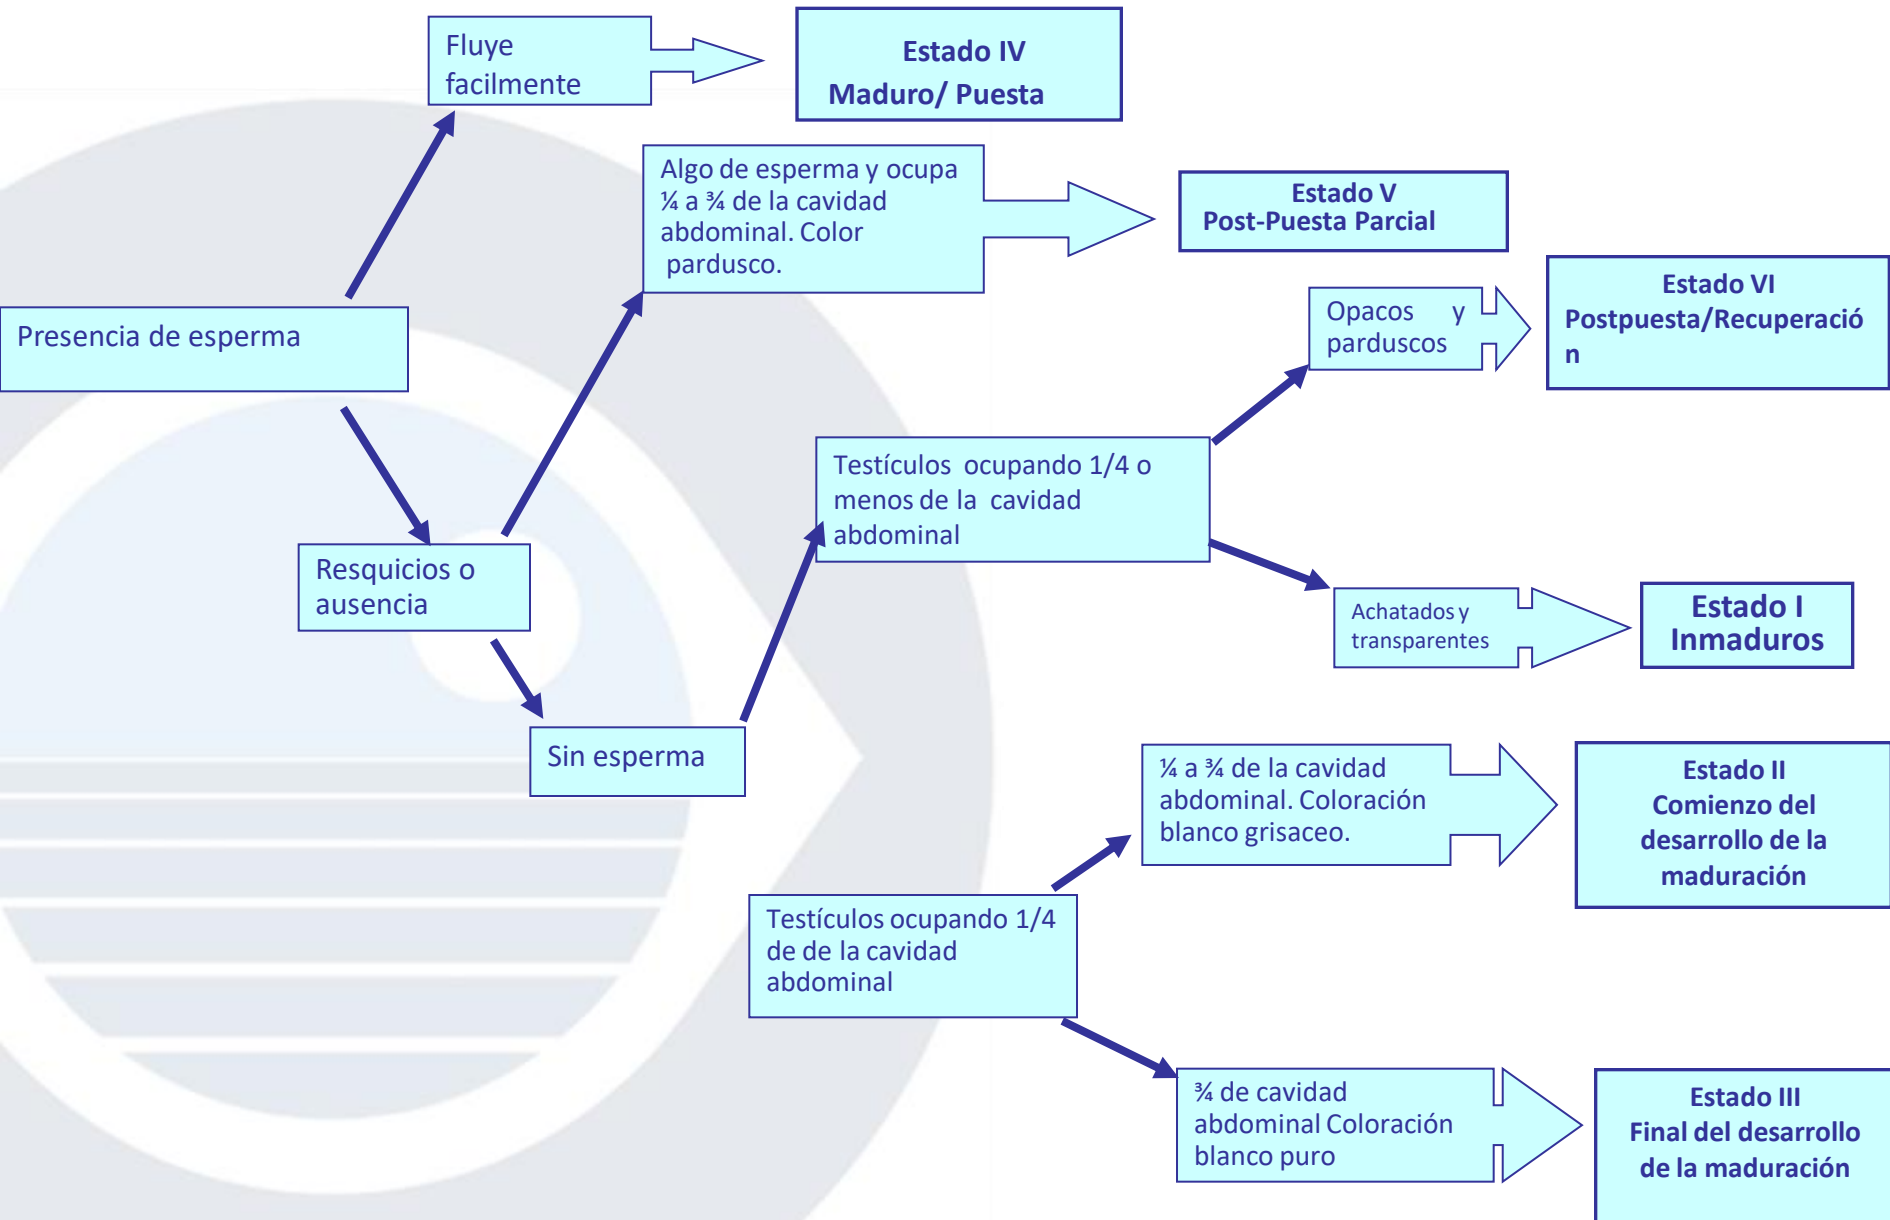 Fluye
facilmente
Estado IV
Maduro/ Puesta
Algo de esperma y ocupa
¼ a ¾ de la cavidad
abdominal. Color
pardusco.
Estado V
Post-Puesta Parcial
Presencia de esperma
Opacos y
parduscos
Estado VI
Postpuesta/Recuperació
n
Testículos ocupando 1/4 o
menos de la cavidad
abdominal
Resquicios o
ausencia
Achatados y
transparentes
Estado I
Inmaduros
Sin esperma
¼ a ¾ de la cavidad
abdominal. Coloración
blanco grisaceo.
Estado II
Comienzo del
desarrollo de la
maduración
Testículos ocupando 1/4
de de la cavidad
abdominal
¾ de cavidad
abdominal Coloración
blanco puro
Estado III
Final del desarrollo
de la maduración